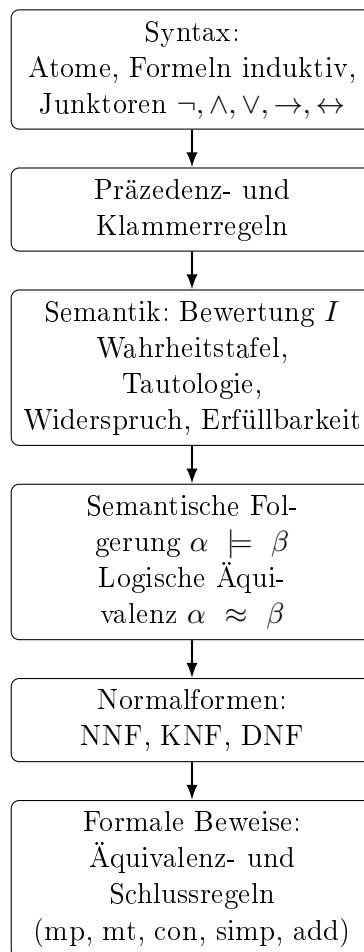 Syntax:
Atome, Formeln induktiv,
Junktoren ¬, ∧, ∨, →, ↔
Präzedenz- und
Klammerregeln
Semantik: Bewertung I
Wahrheitstafel,
Tautologie,
Widerspruch, Erfüllbarkeit
Semantische Fol-
gerung α ⊨ β
Logische Äqui-
valenz α ≈ β
Normalformen:
NNF, KNF, DNF
Formale Beweise:
Äquivalenz- und
Schlussregeln
(mp, mt, con, simp, add)